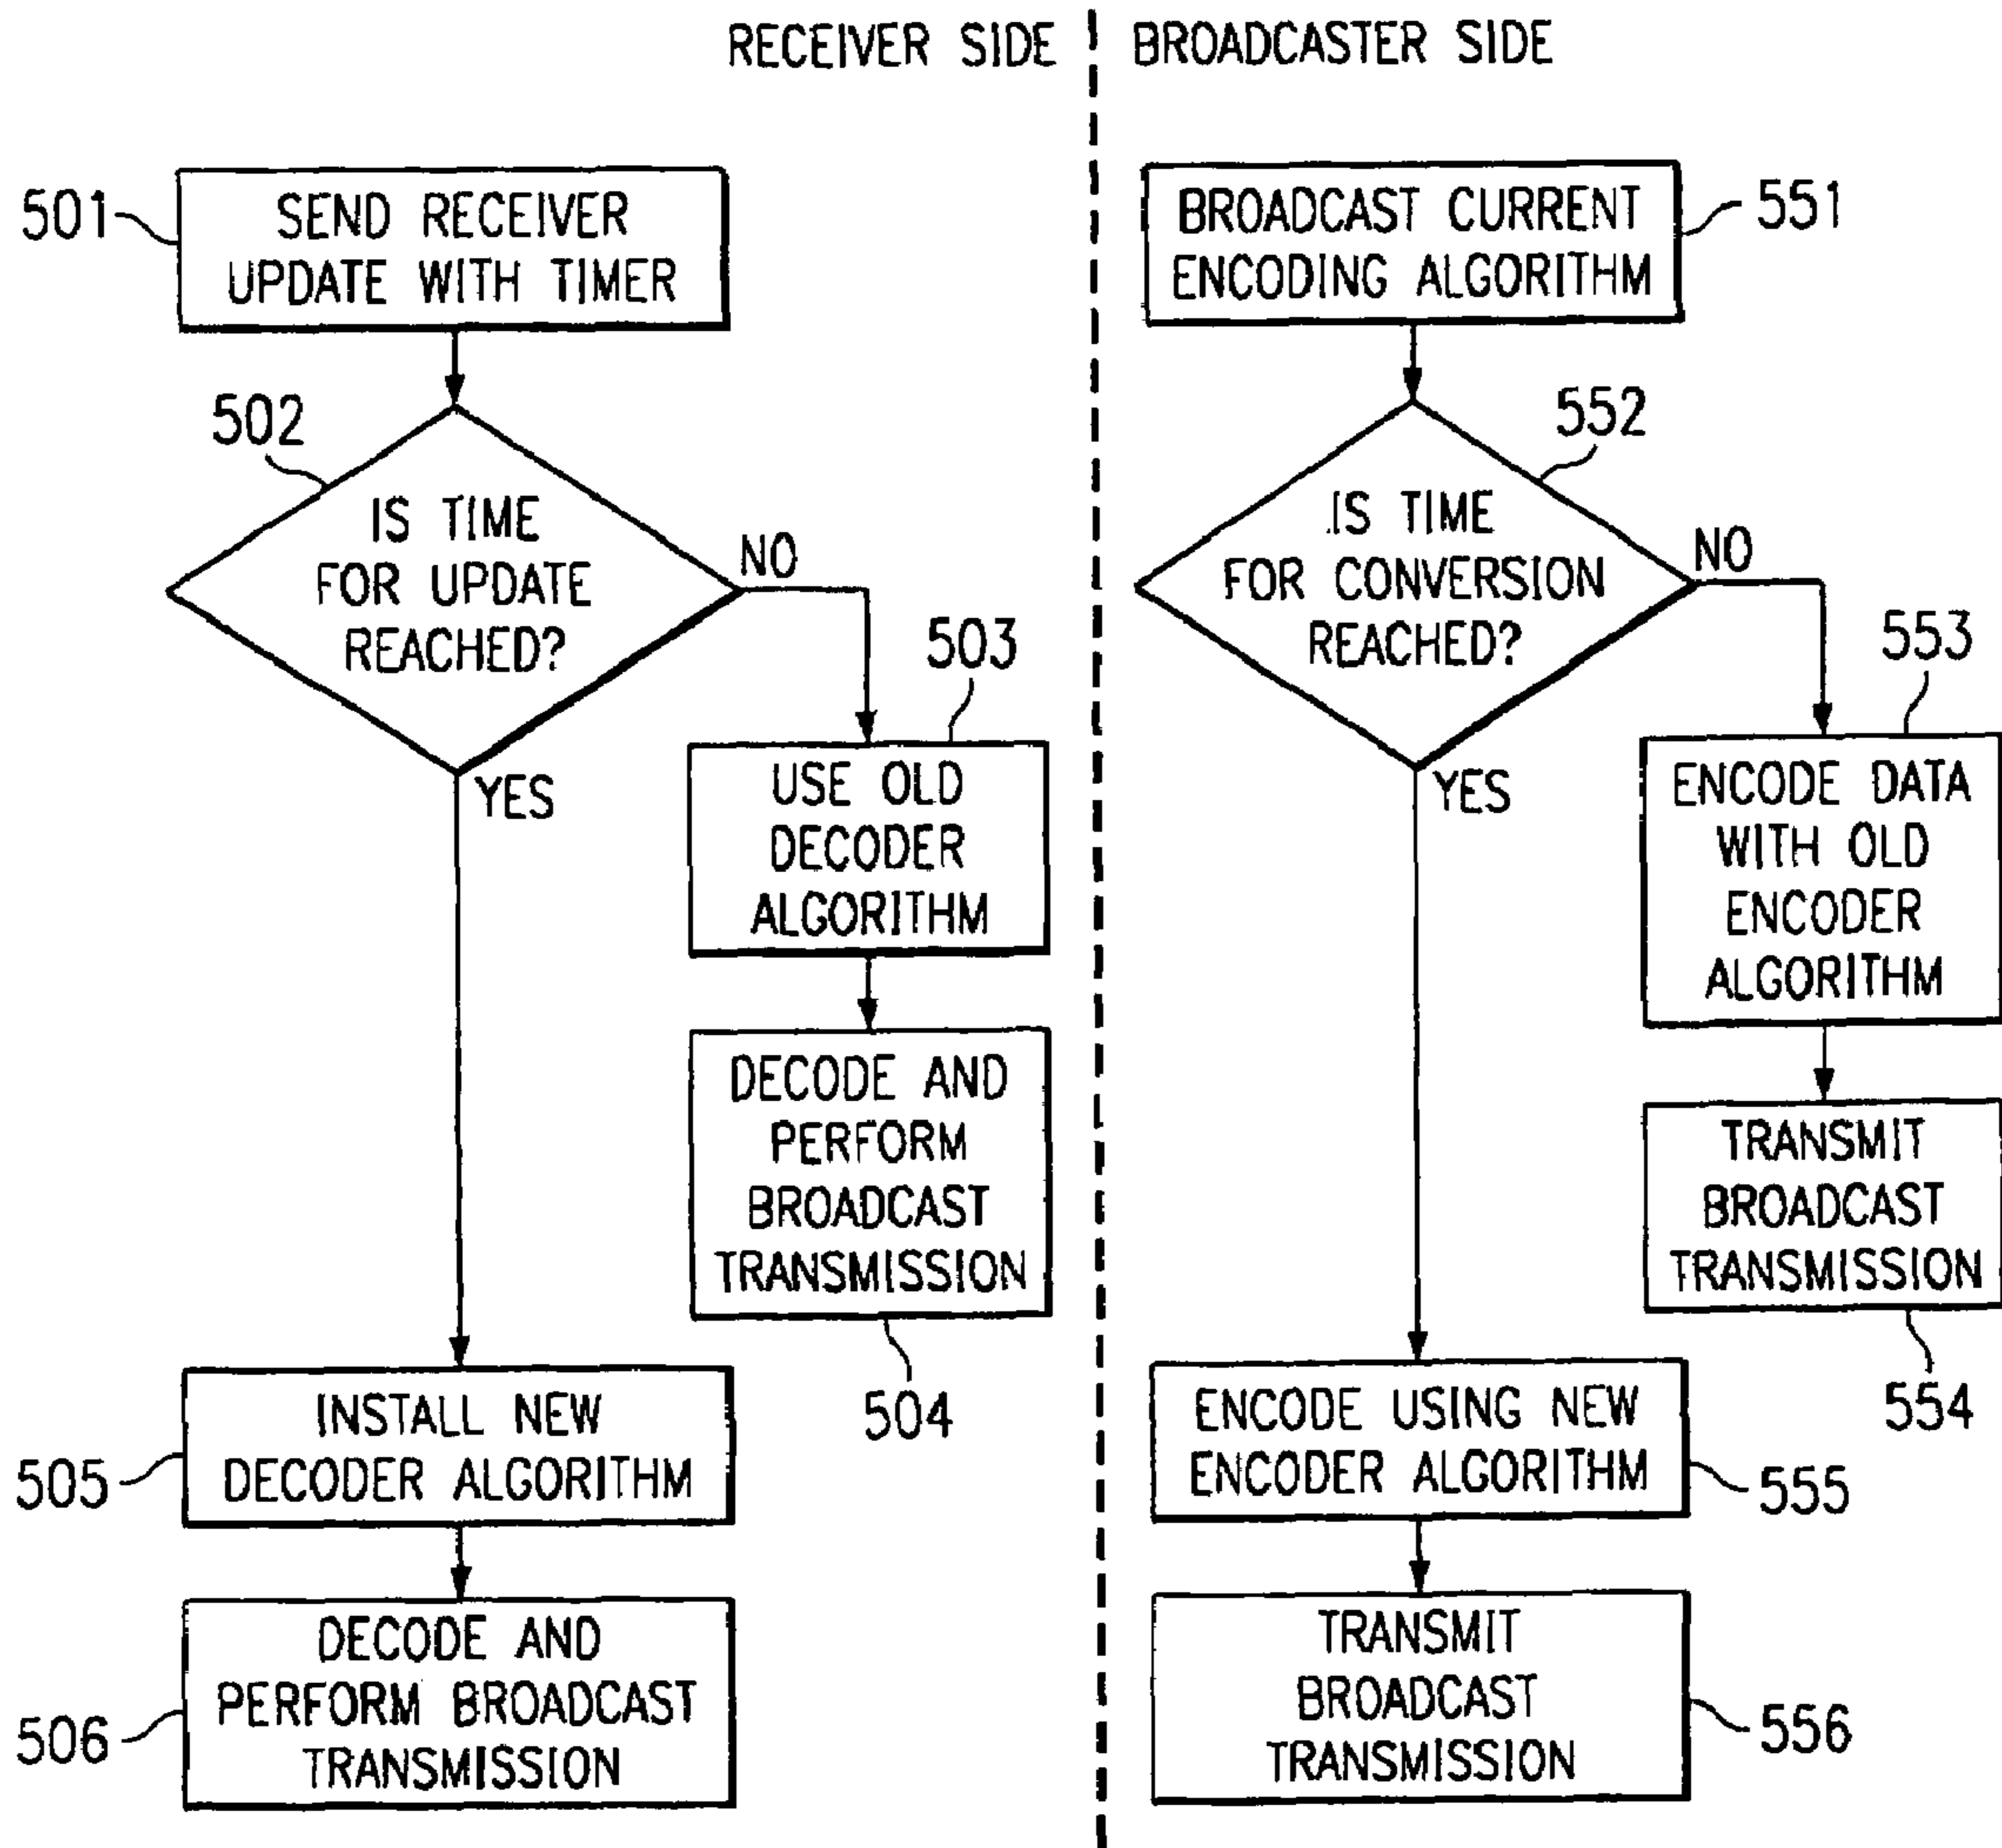 RECEIVER SIDE
BROADCASTER SIDE
501
SEND RECEIVER
UPDATE WITH TIMER
502
IS TIME
FOR UPDATE
REACHED?
NO
YES
503
USE OLD
DECODER
ALGORITHM
DECODE AND
PERFORM
BROADCAST
TRANSMISSION
504
505
INSTALL NEW
DECODER ALGORITHM
506
DECODE AND
PERFORM BROADCAST
TRANSMISSION
BROADCAST CURRENT
ENCODING ALGORITHM
551
552
IS TIME
FOR CONVERSION
REACHED?
NO
YES
553
ENCODE DATA
WITH OLD
ENCODER
ALGORITHM
TRANSMIT
BROADCAST
TRANSMISSION
554
ENCODE USING NEW
ENCODER ALGORITHM
555
TRANSMIT
BROADCAST
TRANSMISSION
556